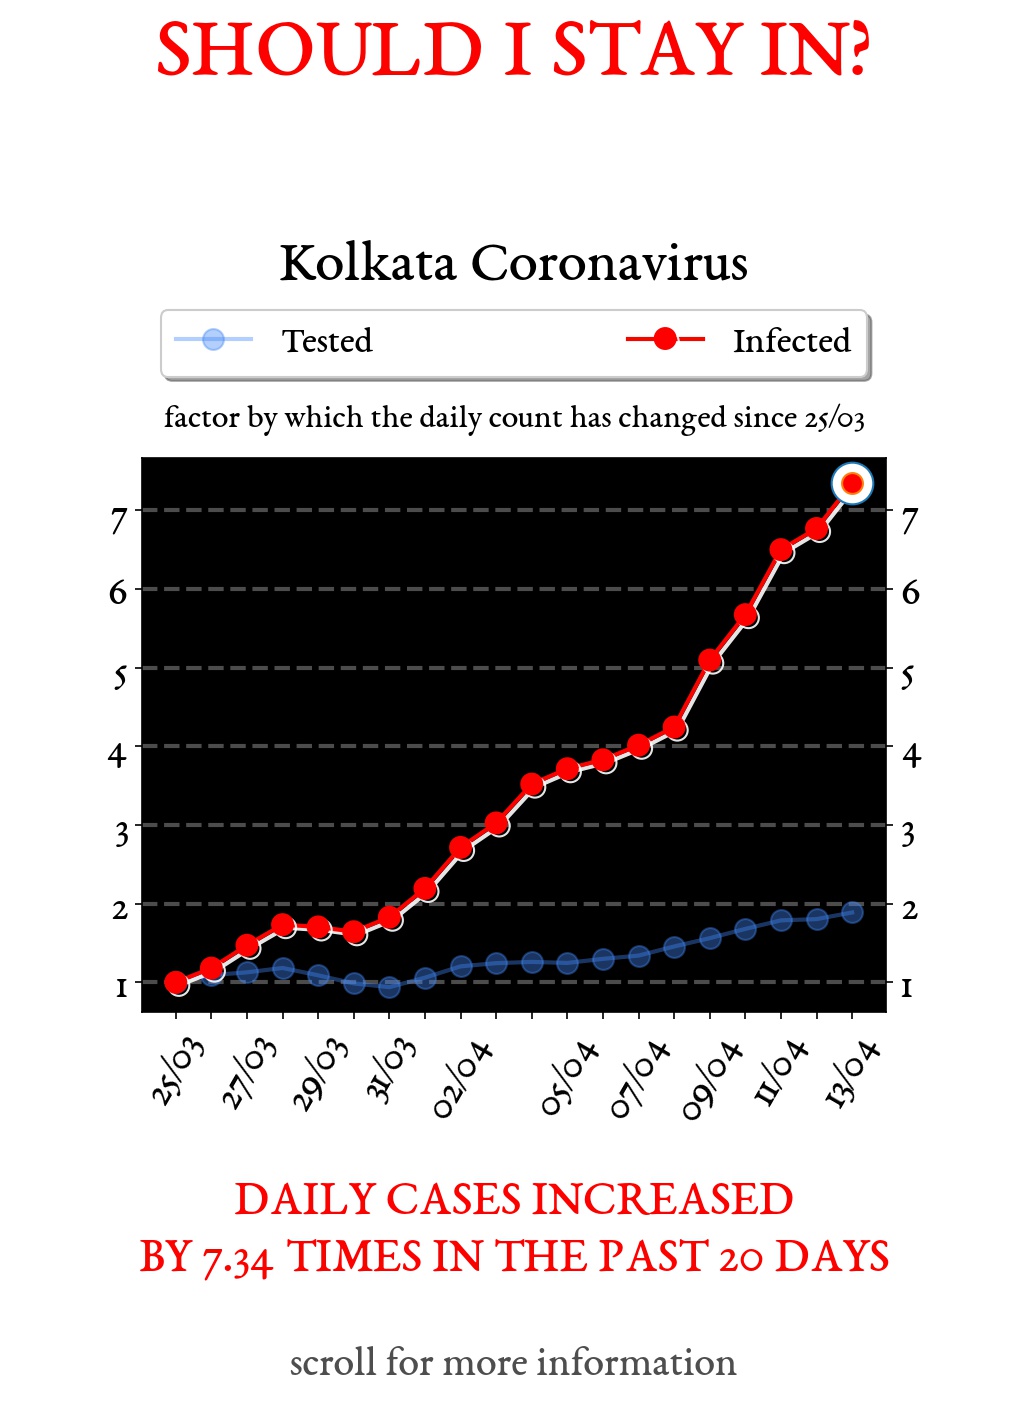 SHOULD I STAY IN?
Kolkata Coronavirus
Tested Infected
factor by which the daily count has changed since 25/03
7 7
6 6
5 5
4 4
3 3
2 2
1 1
25/03 27/03 29/03 31/03 02/04 05/04 07/04 09/04 11/04 13/04
DAILY CASES INCREASED
BY 7.34 TIMES IN THE PAST 20 DAYS
scroll for more information